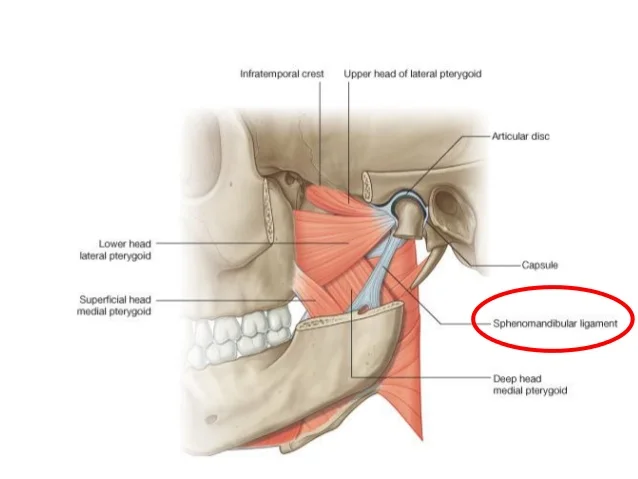 Infratemporal crest
Upper head of lateral pterygoid
Articular disc
Lower head
lateral pterygoid
Capsule
Superficial head
medial pterygoid
Sphenomandibular ligament
Deep head
medial pterygoid